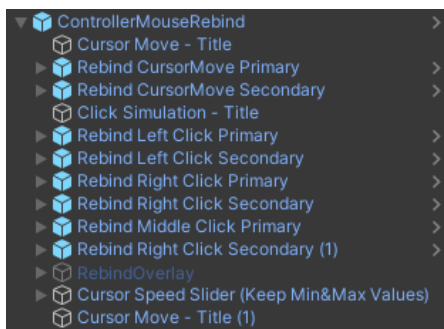 ControllerMouseRebind
Cursor Move - Title
Rebind CursorMove Primary
Rebind CursorMove Secondary
Click Simulation - Title
Rebind Left Click Primary
Rebind Left Click Secondary
Rebind Right Click Primary
Rebind Right Click Secondary
Rebind Middle Click Primary
Rebind Right Click Secondary (1)
RebindOverlay
Cursor Speed Slider (Keep Min&Max Values)
Cursor Move - Title (1)